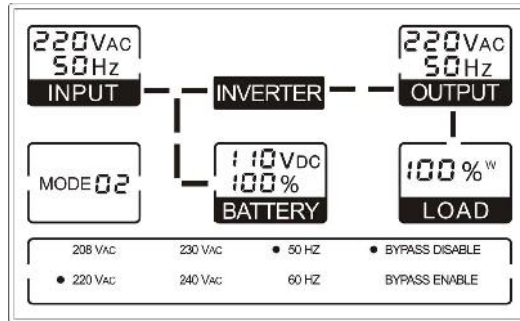 220VAC 220VAC
50HZ 50HZ
INPUT INVERTER OUTPUT
MODE 02 110VDC 100%W
100%
BATTERY LOAD
208 VAC 230 VAC • 50 HZ • BYPASS DISABLE
• 220 VAC 240 VAC 60 HZ BYPASS ENABLE